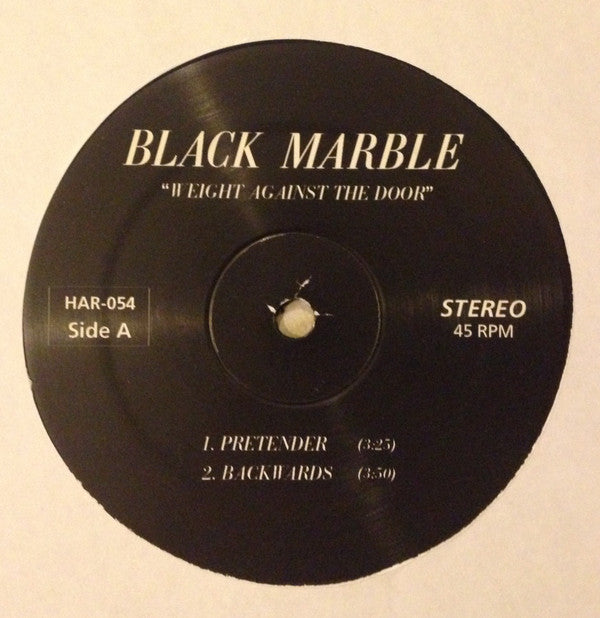 BLACK MARBLE
“WEIGHT AGAINST THE DOOR”
HAR-054
Side A
STEREO
45 RPM
1. PRETENDER (3:25)
2. BACKWARDS (3:50)